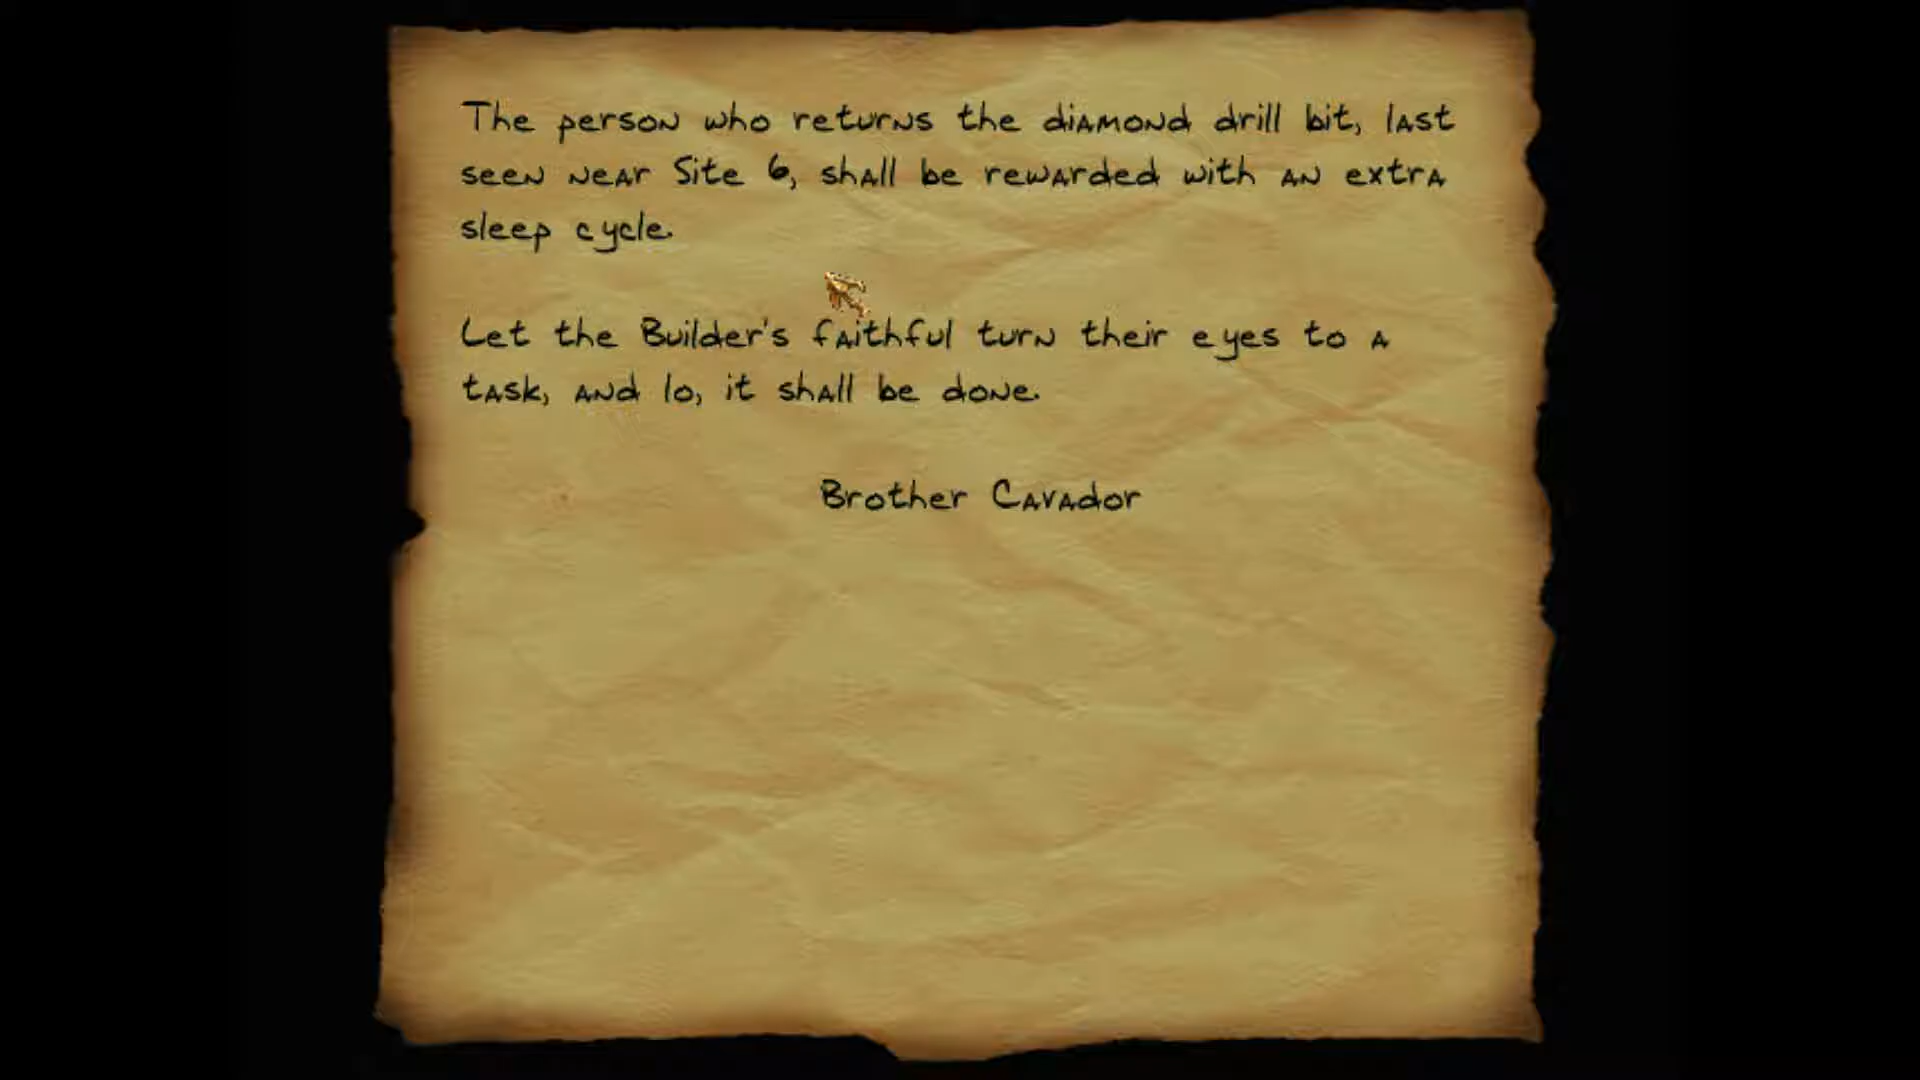 The person who returns the diamond drill bit, last
seen near Site 6, shall be rewarded with an extra
sleep cycle.
Let the Builder's faithful turn their eyes to a
task, and lo, it shall be done.
Brother Cavador